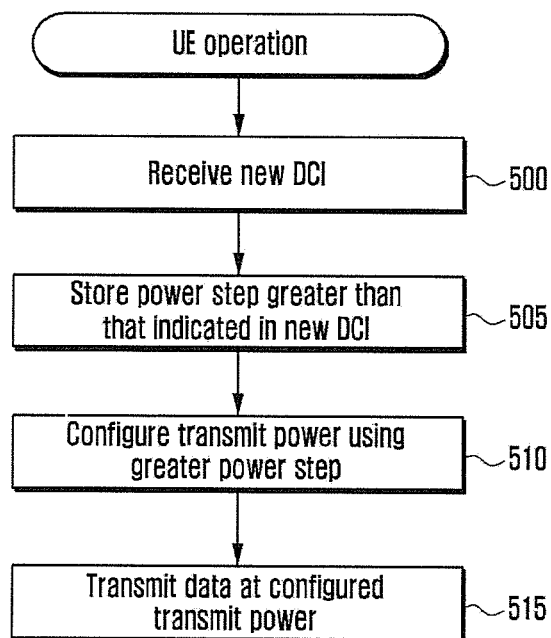 UE operation
Receive new DCI
500
Store power step greater than
that indicated in new DCI
505
Configure transmit power using
greater power step
510
Transmit data at configured
transmit power
515